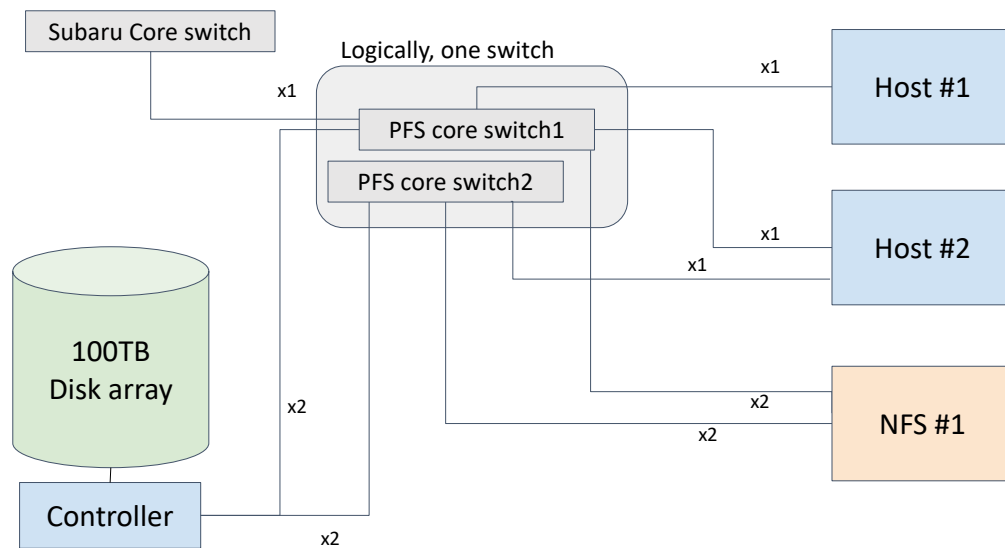 Subaru Core switch
Logically, one switch
x1
x1
Host #1
PFS core switch1
PFS core switch2
x1
Host #2
x1
100TB
Disk array
x2
x2
x2
NFS #1
Controller
x2